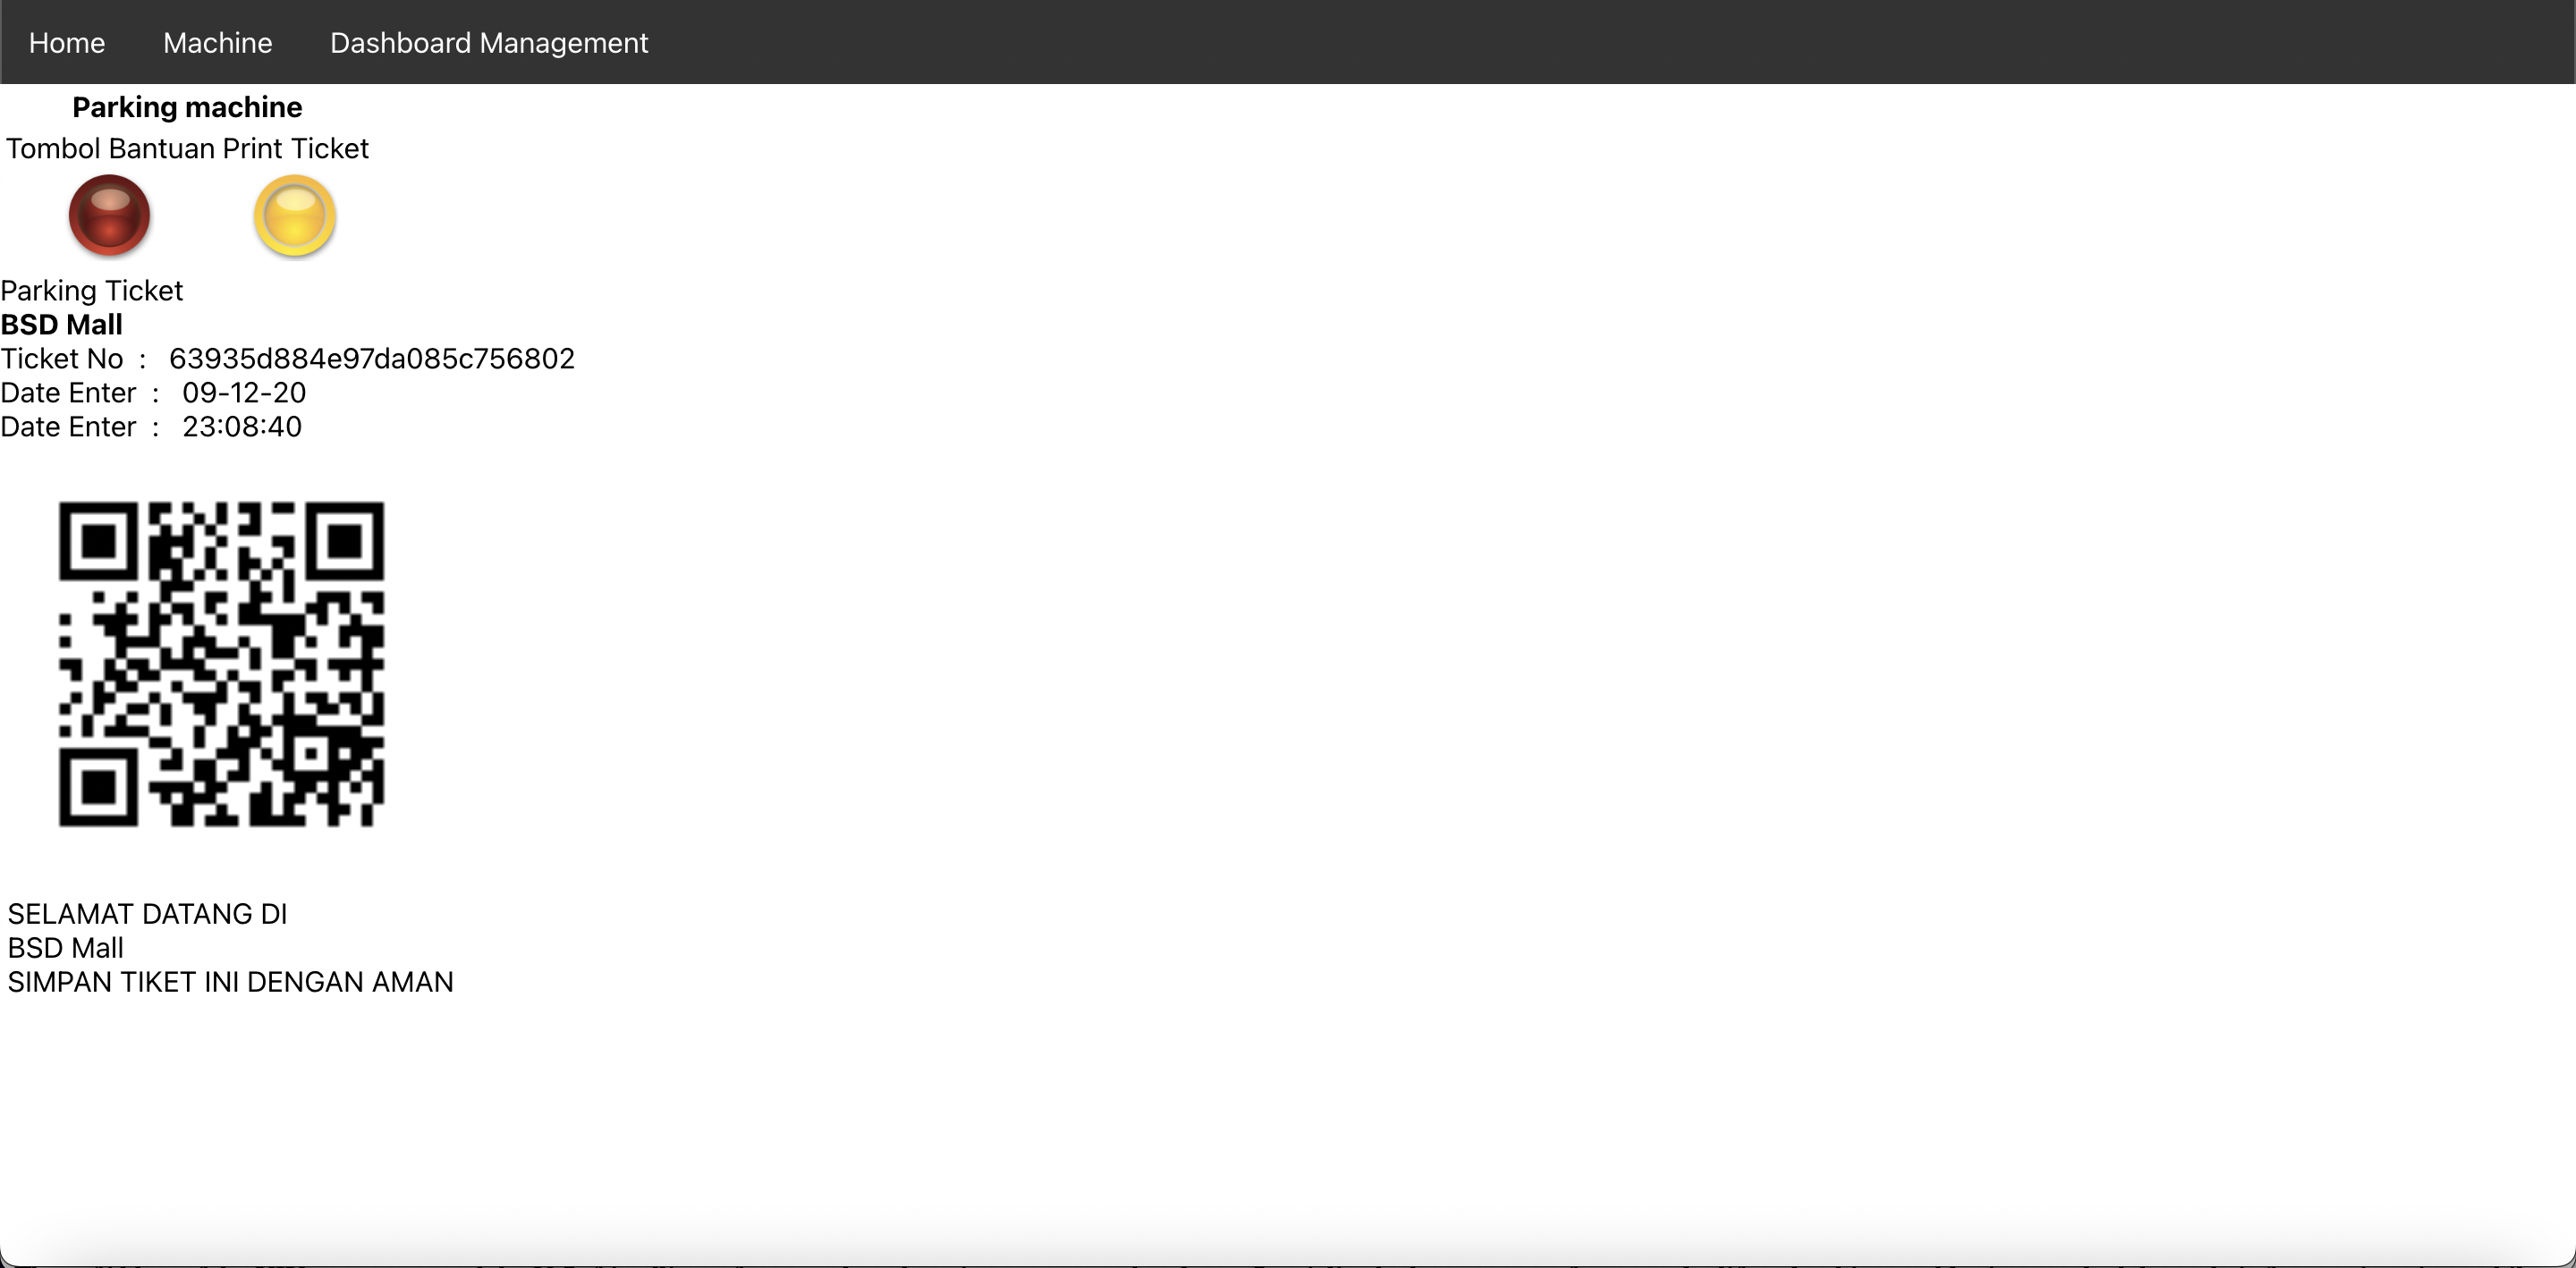 Home Machine Dashboard Management
Parking machine
Tombol Bantuan Print Ticket
Parking Ticket
BSD Mall
Ticket No : 63935d884e97da085c756802
Date Enter : 09-12-20
Date Enter : 23:08:40
SELAMAT DATANG DI
BSD Mall
SIMPAN TIKET INI DENGAN AMAN